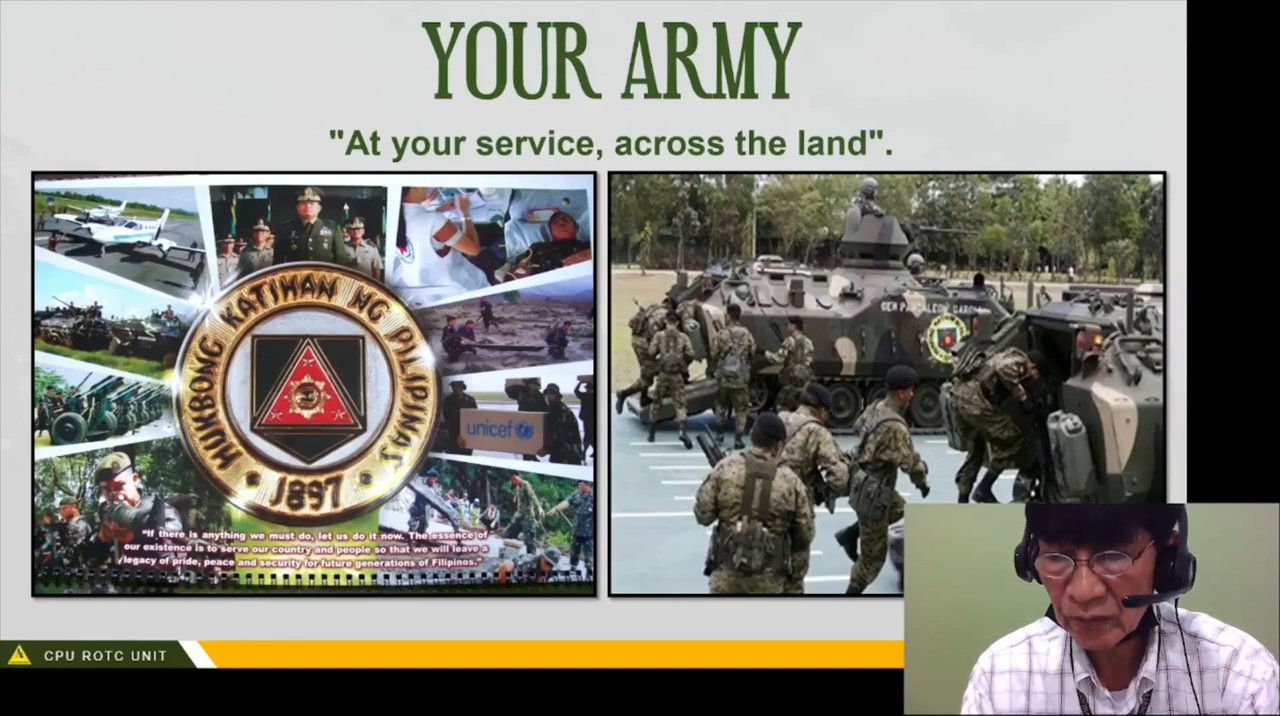 YOUR ARMY
"At your service, across the land".
HUKBONG KATIHAN NG PILIPINAS
1897
unicef
"If there is anything we must do, let us do it now. The essence of
our existence is to serve our country and people so that we will leave a
legacy of pride, peace and security for future generations of Filipinos."
CPU ROTC UNIT